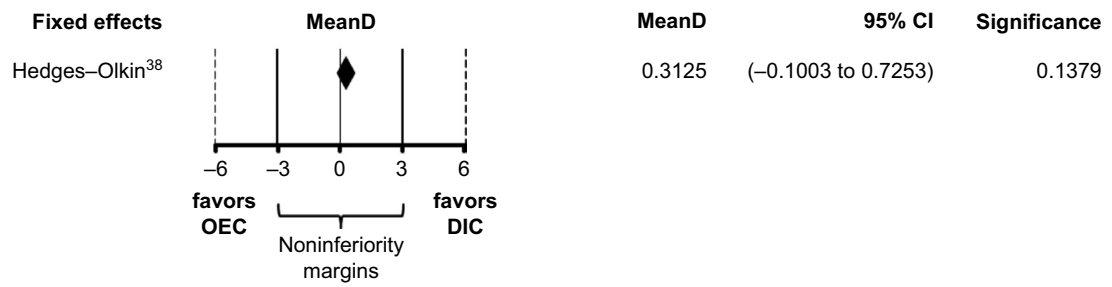 Fixed effects MeanD MeanD 95% CI Significance
Hedges–Olkin38 0.3125 (–0.1003 to 0.7253) 0.1379
–6 –3 0 3 6
favors OEC favors DIC
Noninferiority
margins